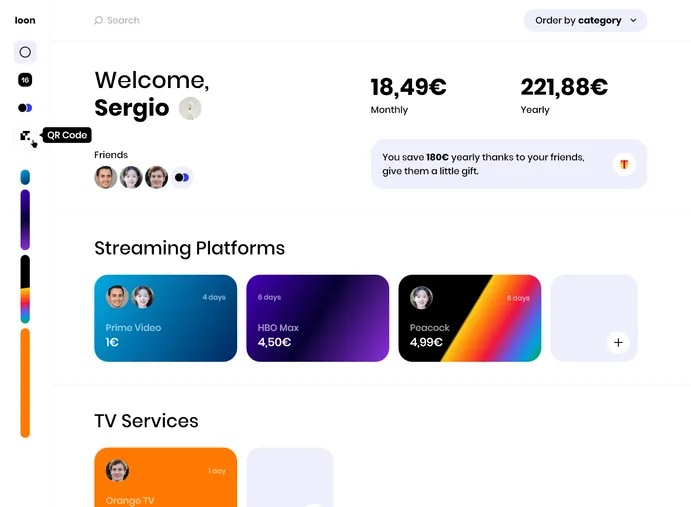 loon
Search
Order by category
16
QR Code
Welcome,
Sergio
18,49€
Monthly
221,88€
Yearly
Friends
You save 180€ yearly thanks to your friends,
give them a little gift.
Streaming Platforms
4 days
Prime Video
1€
6 days
HBO Max
4,50€
8 days
Peacock
4,99€
TV Services
1 day
Orange TV